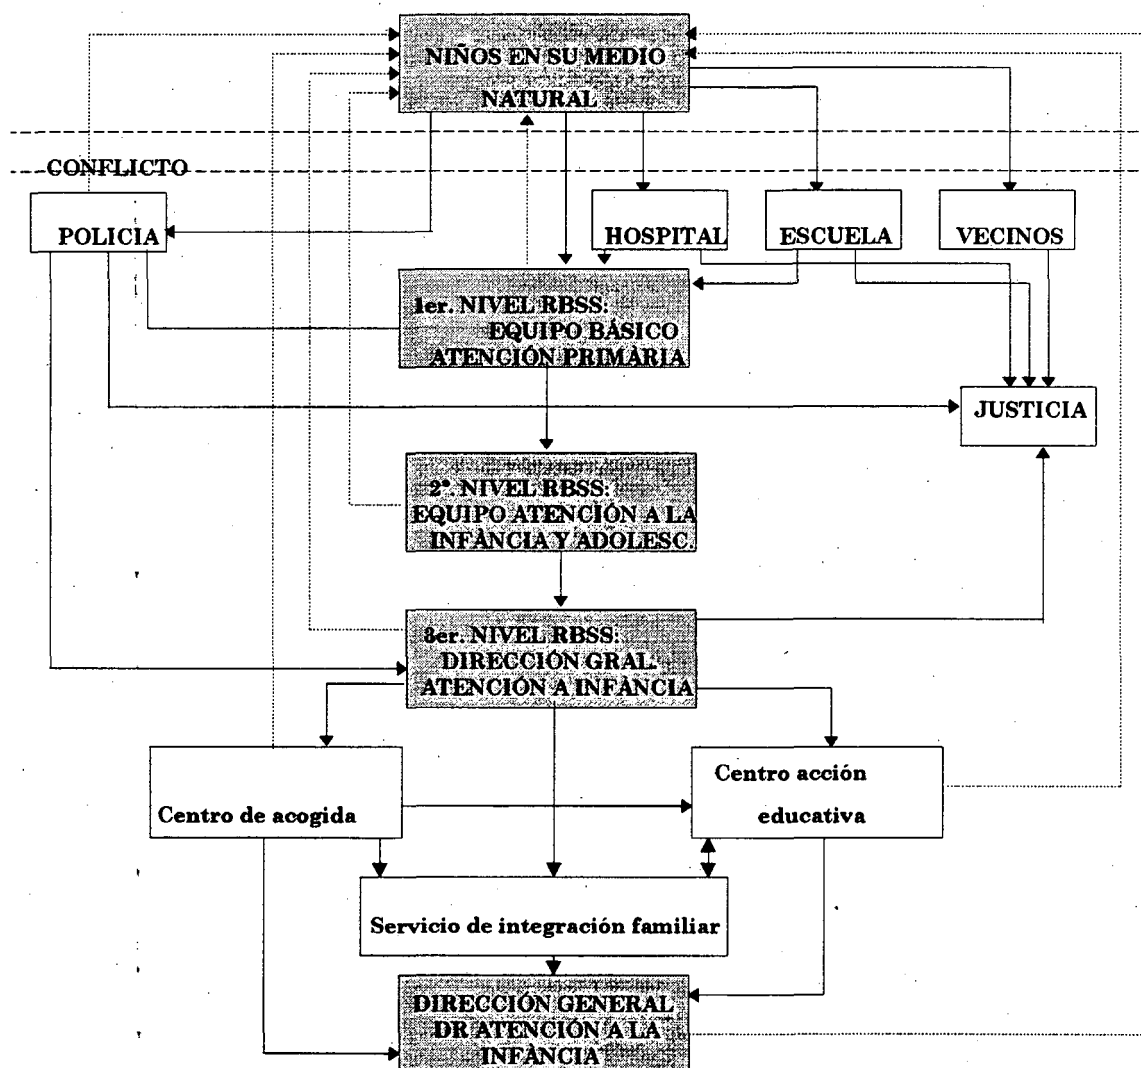 NIÑOS EN SU MEDIO
NATURAL
CONFLICTO
POLICIA
HOSPITAL
ESCUELA
VECINOS
1er. NIVEL RBSS:
EQUIPO BÁSICO
ATENCIÓN PRIMÀRIA
JUSTICIA
2º. NIVEL RBSS:
EQUIPO ATENCIÓN A LA
INFÀNCIA Y ADOLESC.
3er. NIVEL RBSS:
DIRECCIÓN GRAL.
ATENCIÓN A INFÀNCIA
Centro de acogida
Centro acción
educativa
Servicio de integración familiar
DIRECCIÓN GENERAL
DR ATENCIÓN A LA
INFÀNCIA